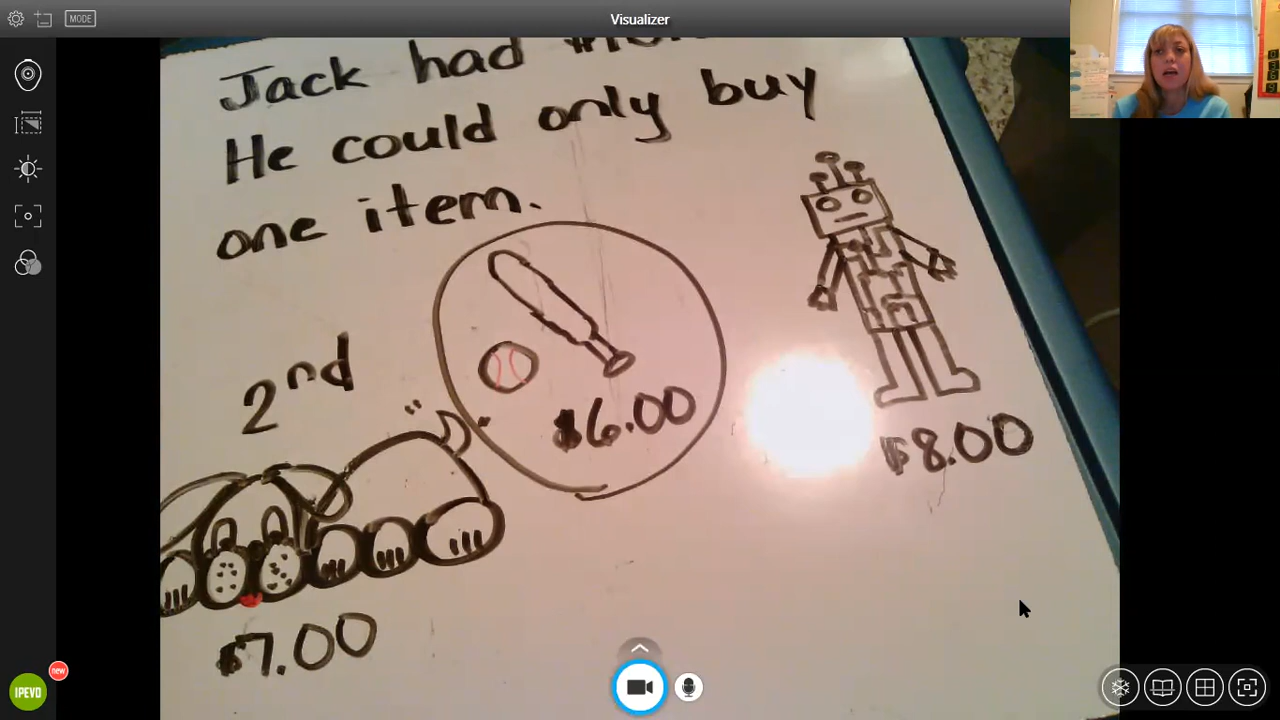 Visualizer
MODE
Jack had
He could only buy
one item.
2nd
$6.00
$8.00
$7.00
new
IPEVO